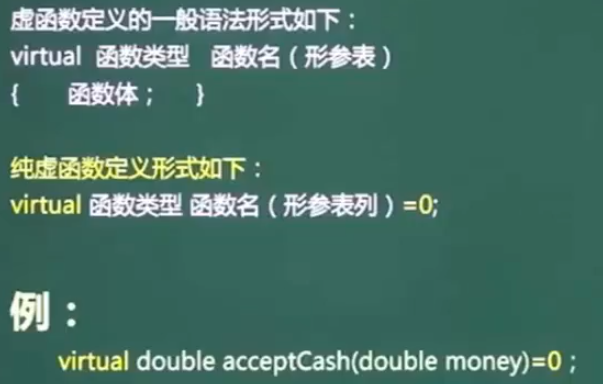 虚函数定义的一般语法形式如下：
virtual 函数类型 函数名（形参表）
{ 函数体； }
纯虚函数定义形式如下：
virtual 函数类型 函数名（形参表列）=0;
例：
virtual double acceptCash(double money)=0；